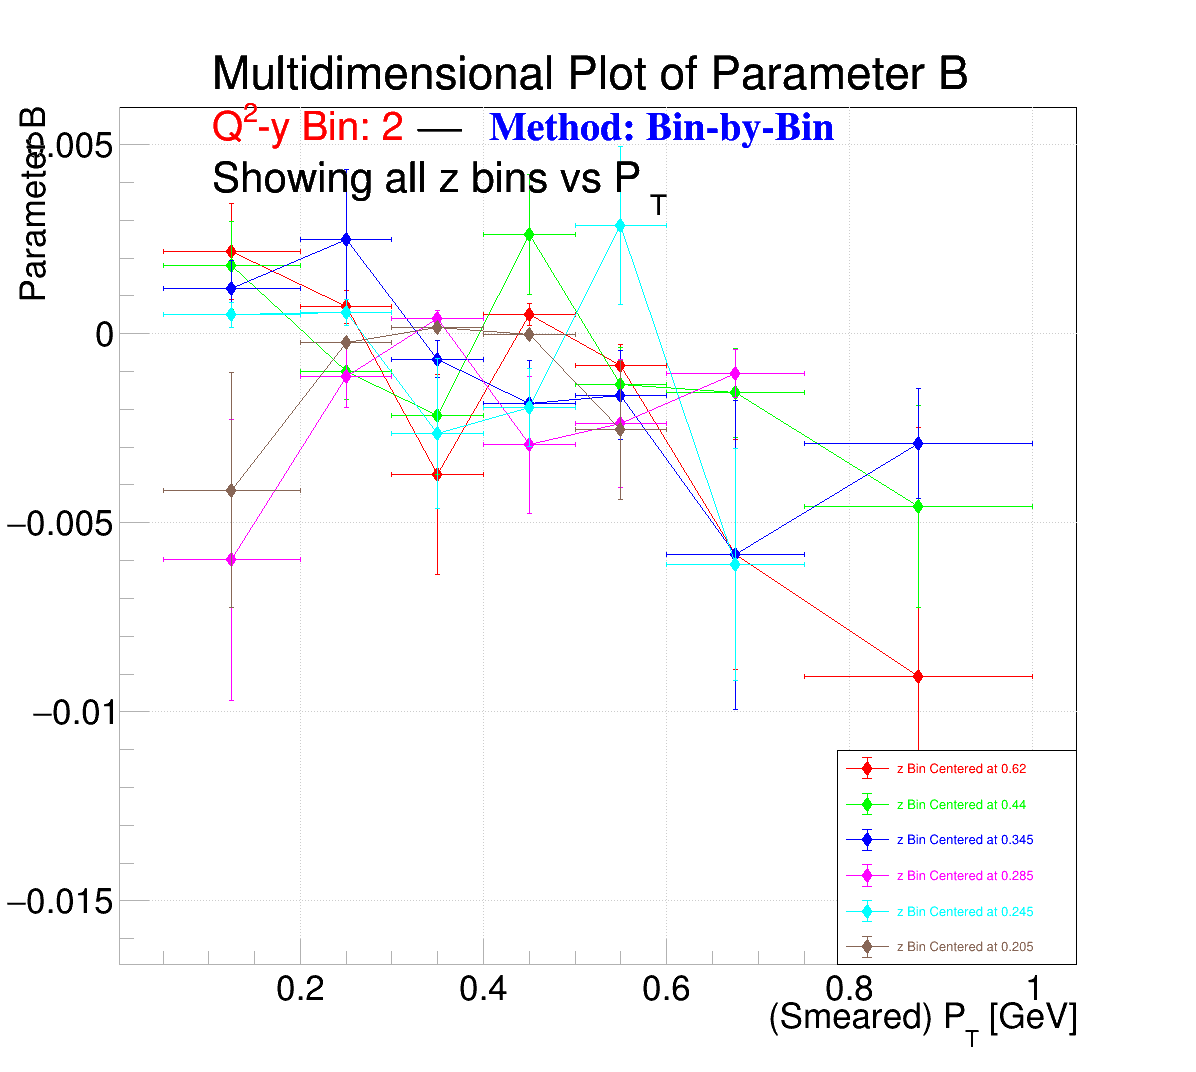 Multidimensional Plot of Parameter B
Q²-y Bin: 2 — Method: Bin-by-Bin
Showing all z bins vs P_T
Parameter B
0.005
0
−0.005
−0.01
−0.015
0.2 0.4 0.6 0.8 1
(Smeared) P_T [GeV]
z Bin Centered at 0.62
z Bin Centered at 0.44
z Bin Centered at 0.345
z Bin Centered at 0.285
z Bin Centered at 0.245
z Bin Centered at 0.205